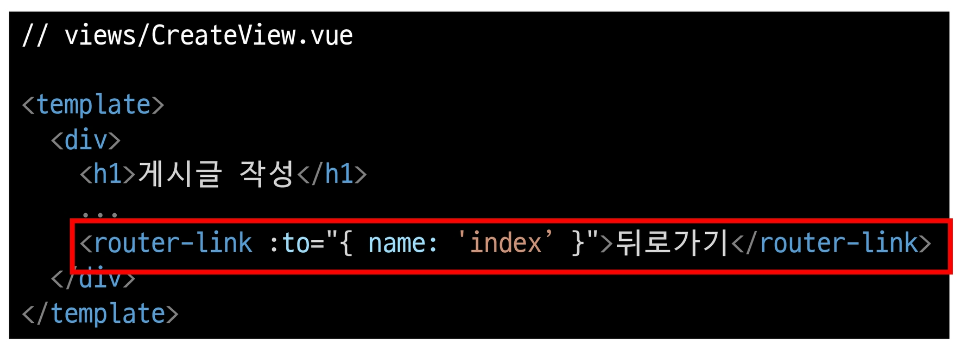 // views/CreateView.vue
<template>
<div>
<h1>게시글 작성</h1>
...
<router-link :to="{ name: 'index’ }">뒤로가기</router-link>
</div>
</template>